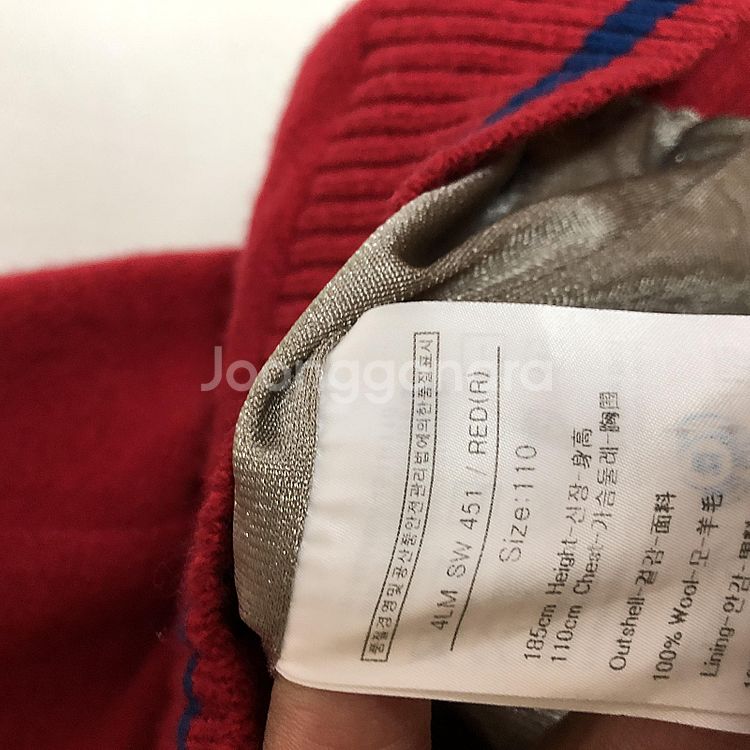 품질경영및공산품안전관리법에의한품질표시
4LM SW 451 / RED(R)
Size:110
185cm Height-신장-身高
110cm Chest-가슴둘레-胸围
Outshell-겉감-面料
100% Wool-모-羊毛
Lining-안감-里料
Joonggonara